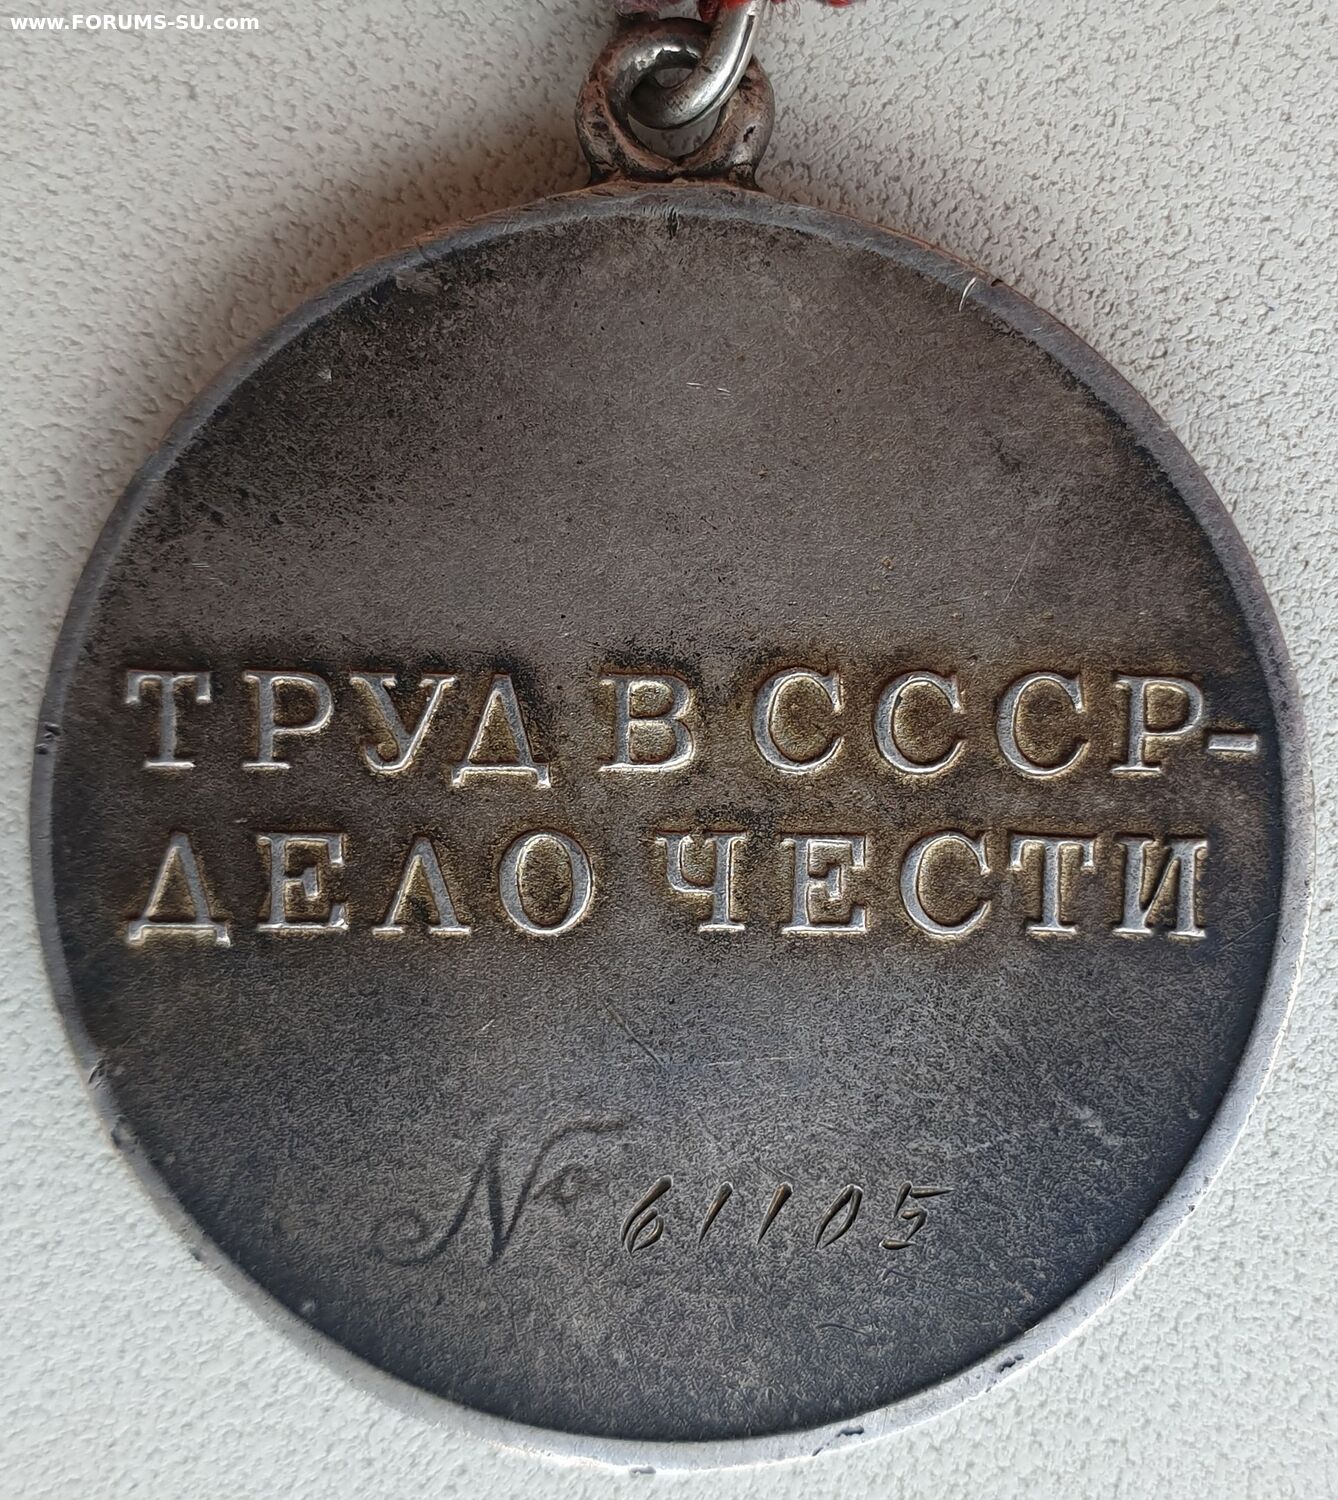 www.FORUMS-SU.com
ТРУД В СССР-
ДЕЛО ЧЕСТИ
№ 61105